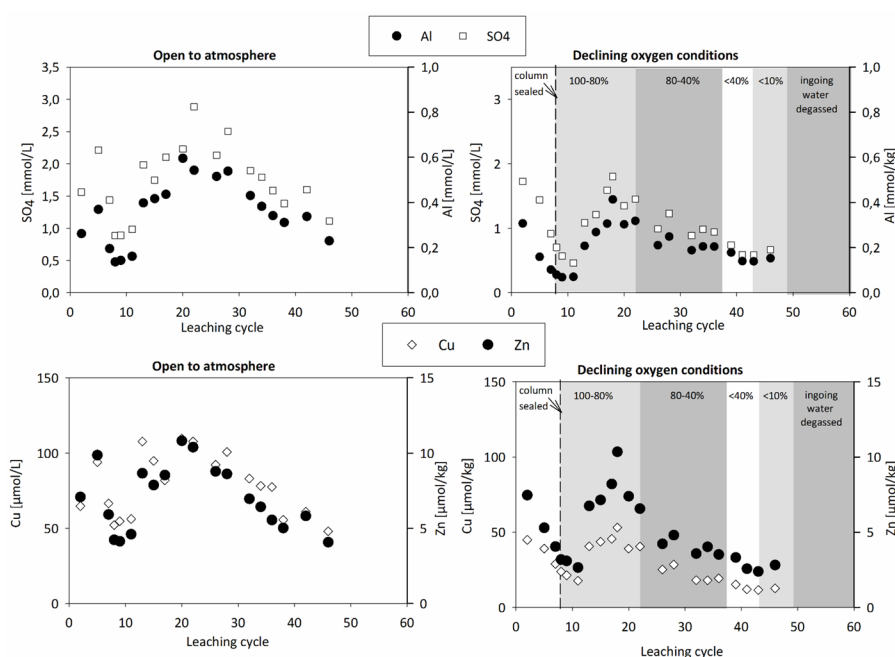 Al SO4
Open to atmosphere
3,5
3,0
2,5
2,0
1,5
1,0
0,5
0,0
SO4 [mmol/L]
1,0
0,8
0,6
0,4
0,2
0,0
Al [mmol/L]
0 10 20 30 40 50 60
Leaching cycle
Declining oxygen conditions
column
sealed
100-80%
80-40%
<40%
<10%
ingoing
water
degassed
3
2
1
0
SO4 [mmol/L]
1,0
0,8
0,6
0,4
0,2
0,0
Al [mmol/kg]
0 10 20 30 40 50 60
Leaching cycle
Cu Zn
Open to atmosphere
150
100
50
0
Cu [µmol/L]
15
10
5
0
Zn [µmol/kg]
0 10 20 30 40 50 60
Leaching cycle
Declining oxygen conditions
column
sealed
100-80%
80-40%
<40%
<10%
ingoing
water
degassed
150
100
50
0
Cu [µmol/kg]
15
10
5
0
Zn [µmol/kg]
0 10 20 30 40 50 60
Leaching cycle